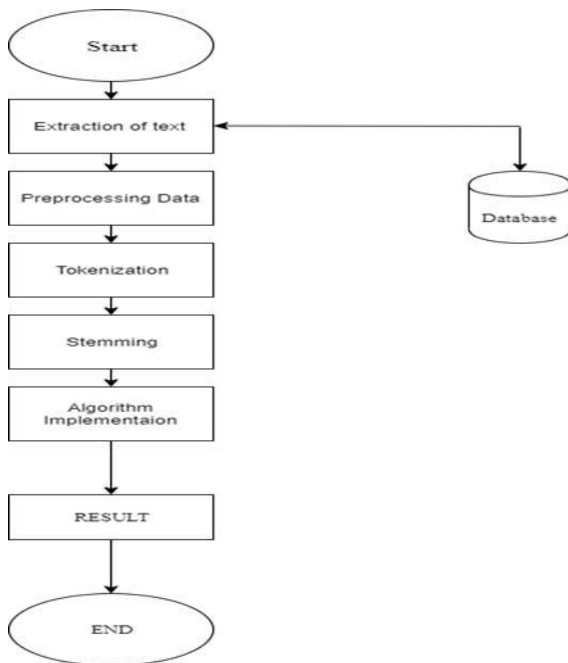 Start
Extraction of text
Preprocessing Data
Database
Tokenization
Stemming
Algorithm
Implementaion
RESULT
END